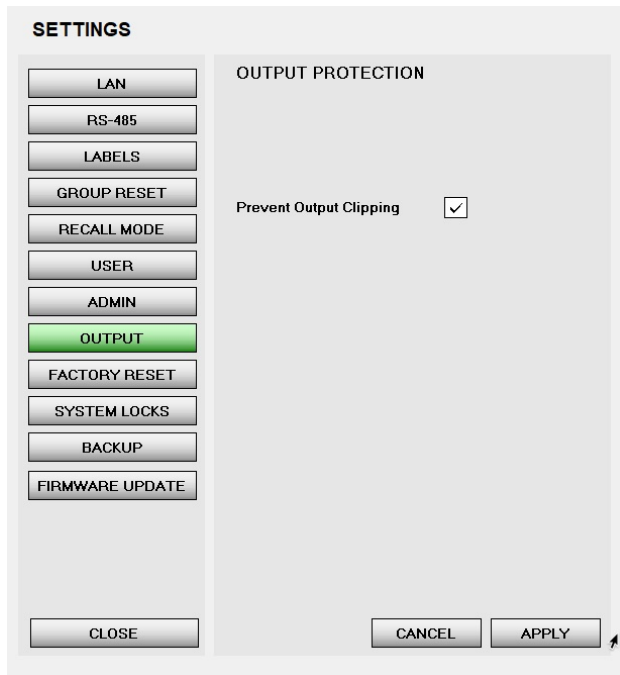 SETTINGS
LAN
RS-485
LABELS
GROUP RESET
RECALL MODE
USER
ADMIN
OUTPUT
FACTORY RESET
SYSTEM LOCKS
BACKUP
FIRMWARE UPDATE
CLOSE
OUTPUT PROTECTION
Prevent Output Clipping
CANCEL
APPLY